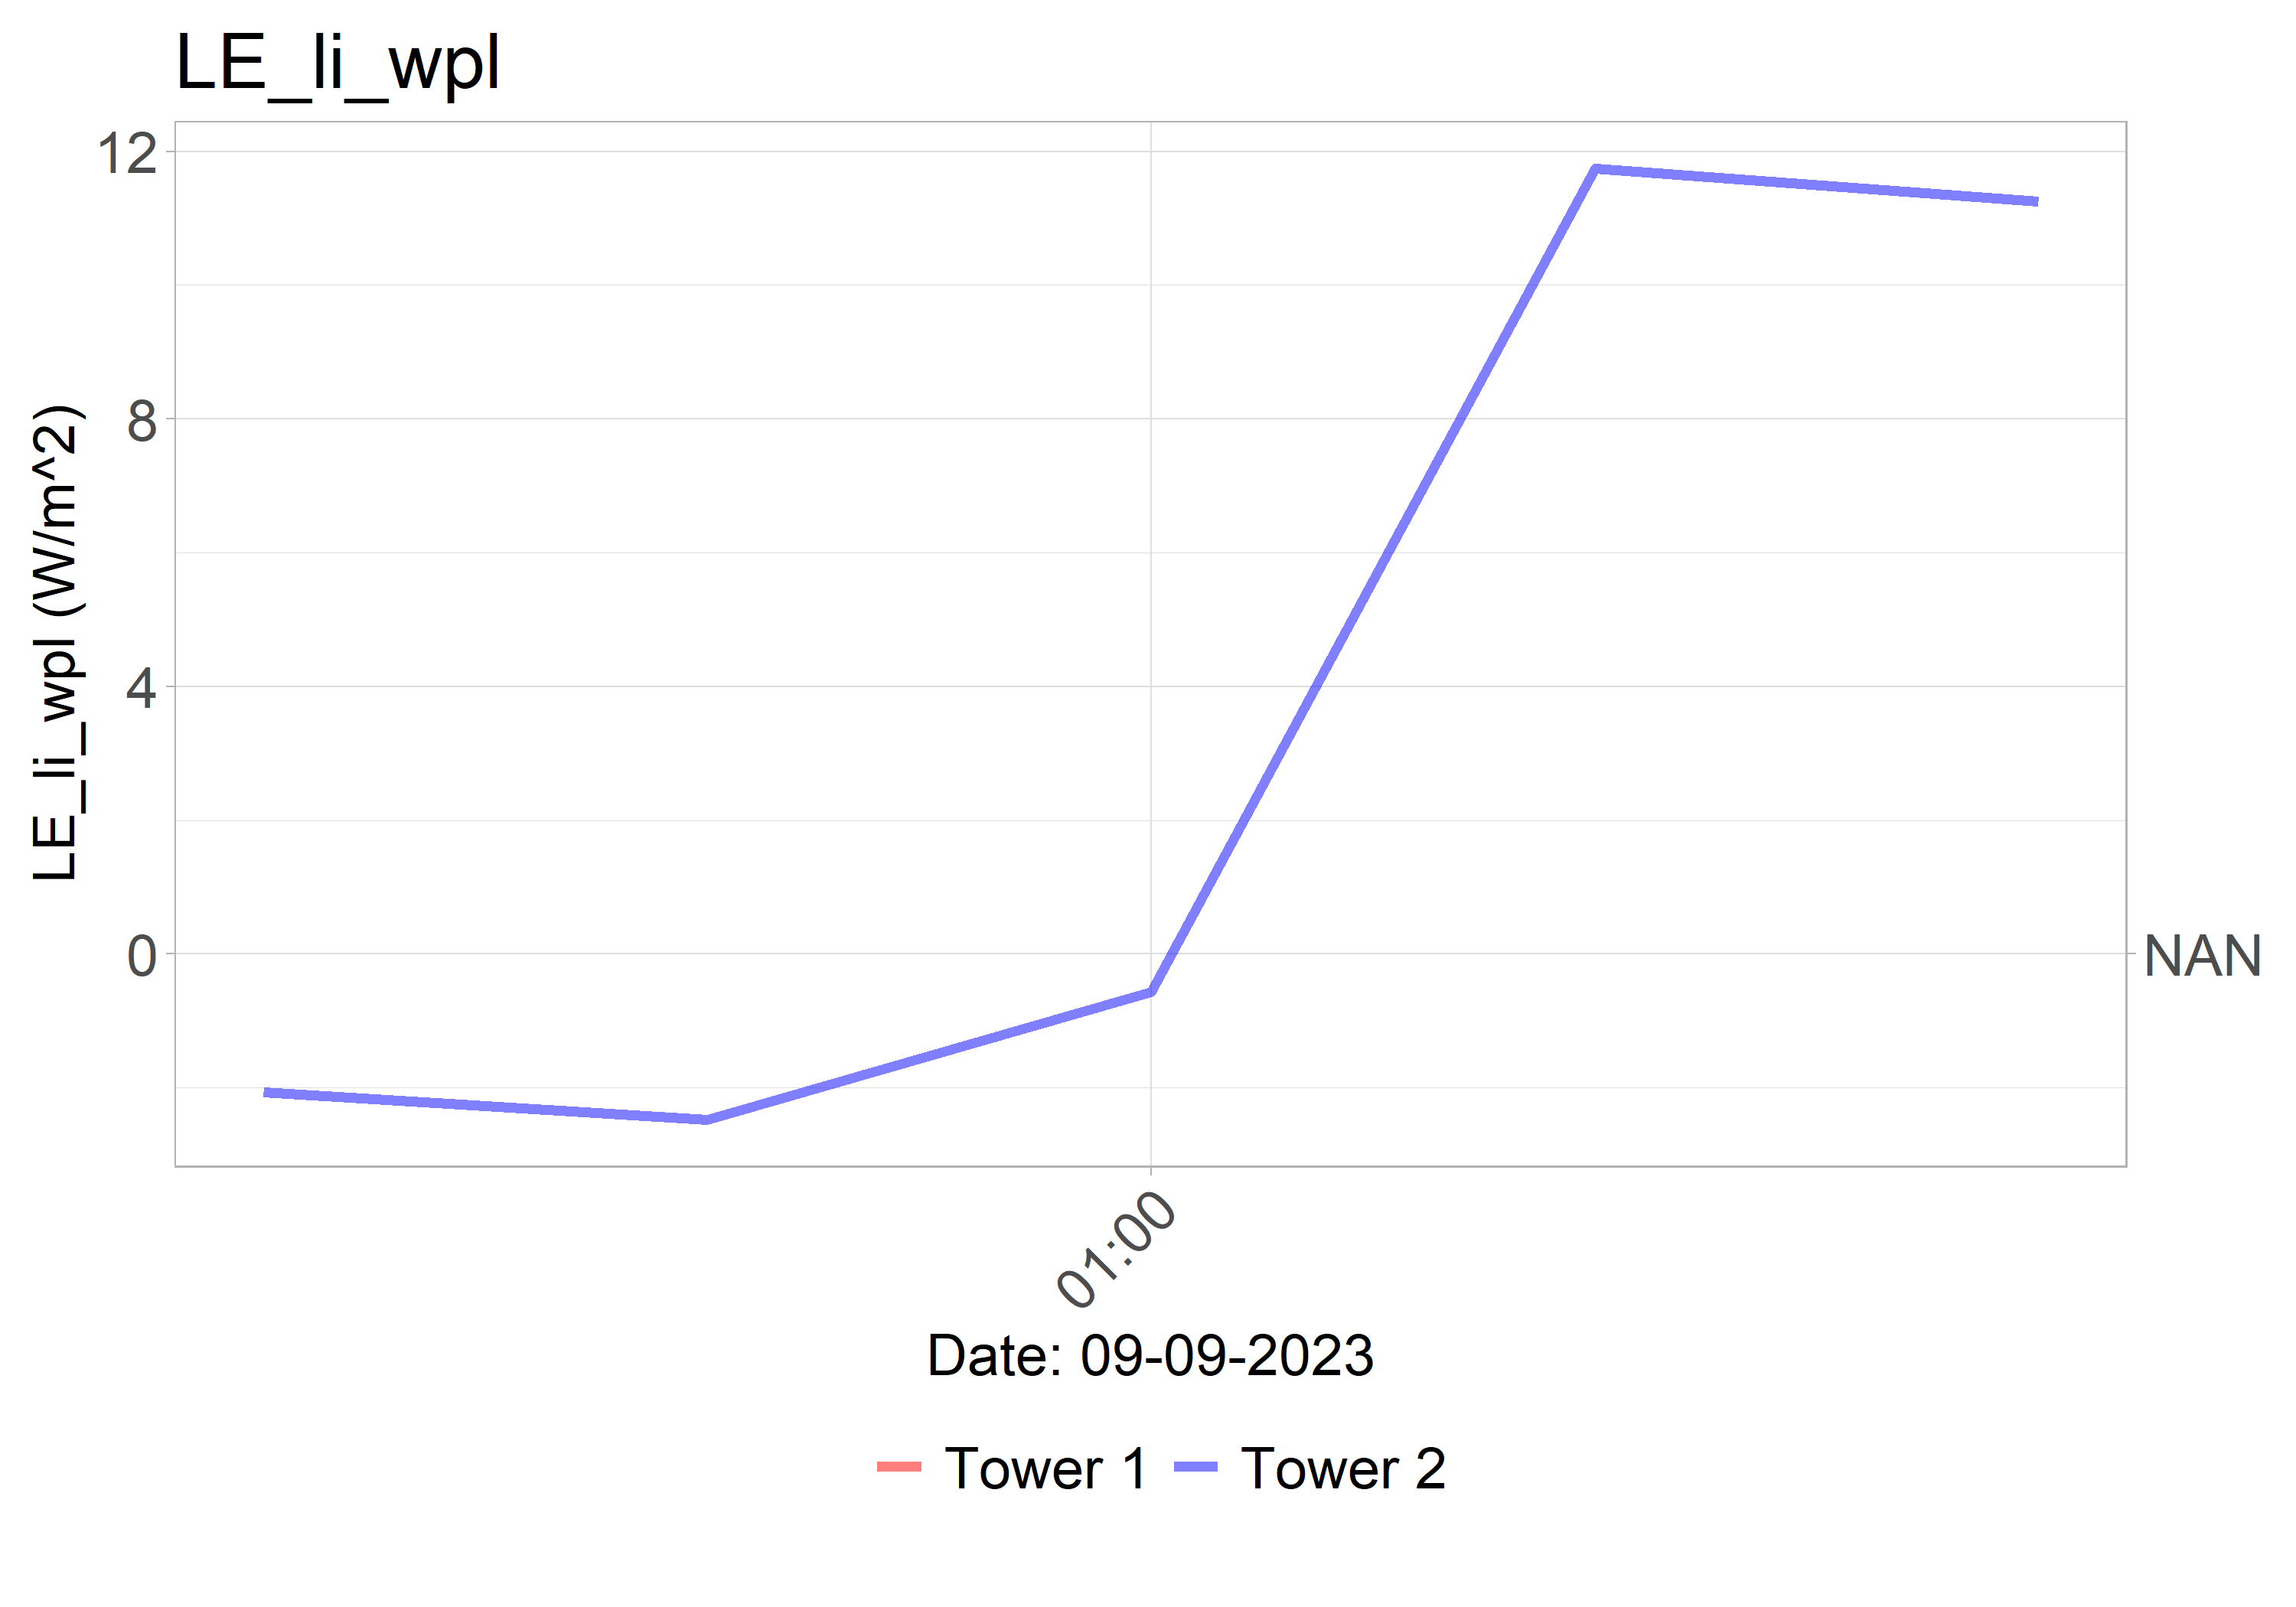 LE_li_wpl
LE_li_wpl (W/m^2)
12
8
4
0
NAN
01:00
Date: 09-09-2023
Tower 1 Tower 2